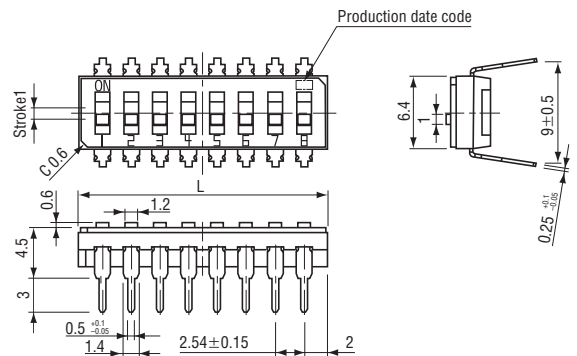 Production date code
ON
1 2 3 4 5 6 7 8
Stroke1
C0.6
6.4
1
9±0.5
0.25 +0.1 -0.05
L
0.6
1.2
4.5
3
0.5 +0.1 -0.05
1.4
2.54±0.15
2